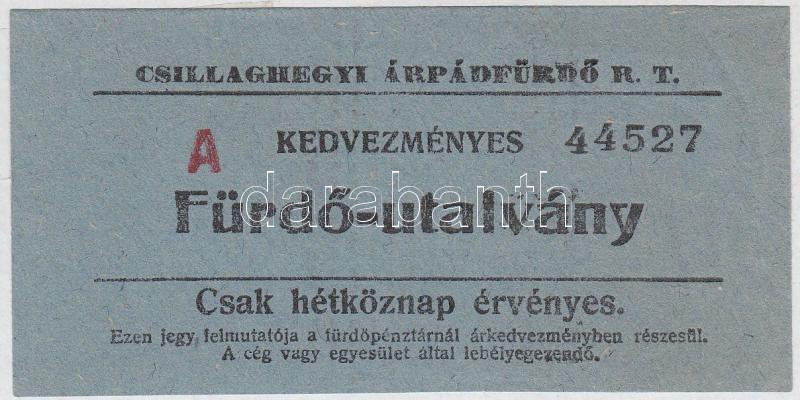 CSILLAGHEGYI ÁRPÁDFÜRDŐ R. T.
A KEDVEZMÉNYES 44527
Fürdő-utalvány
darabanth
Csak hétköznap érvényes.
Ezen jegy felmutatója a fürdőpénztárnál árkedvezményben részesül.
A cég vagy egyesület által lebélyegezendő.